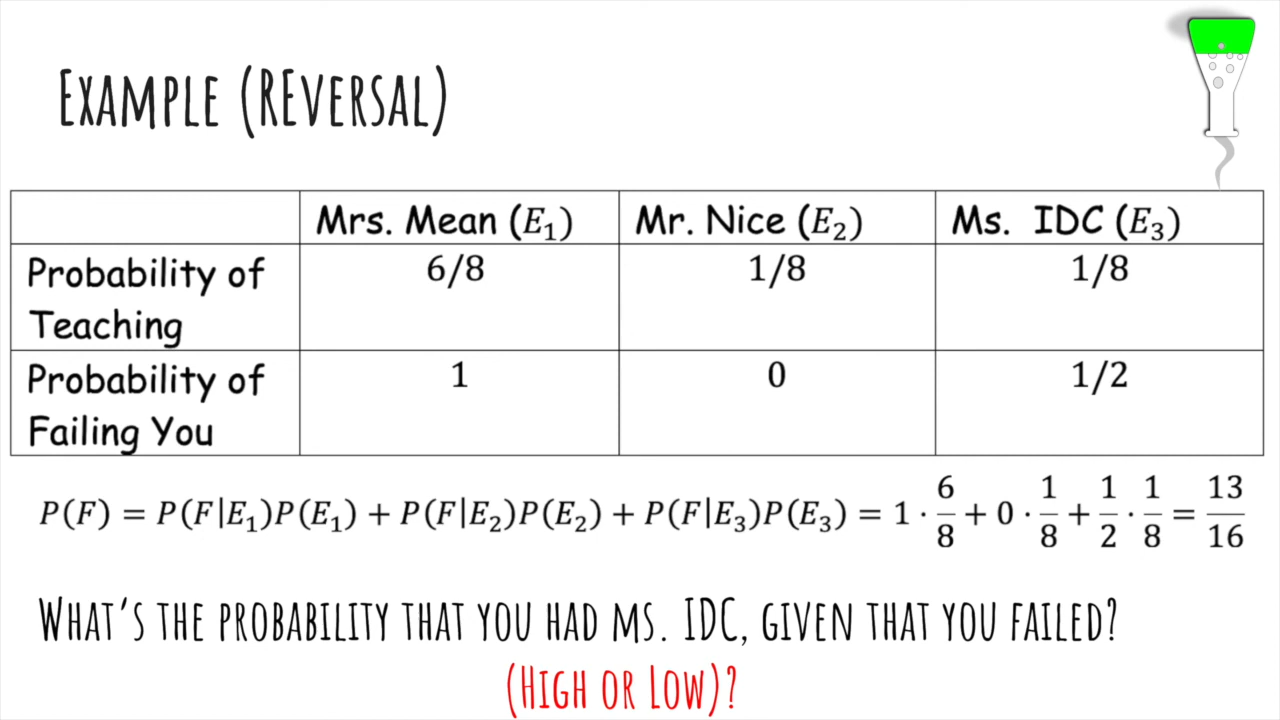 Example (REversal)
Mrs. Mean (E₁) Mr. Nice (E₂) Ms. IDC (E₃)
Probability of Teaching 6/8 1/8 1/8
Probability of Failing You 1 0 1/2
P(F) = P(F|E₁)P(E₁) + P(F|E₂)P(E₂) + P(F|E₃)P(E₃) = 1 · 6/8 + 0 · 1/8 + 1/2 · 1/8 = 13/16
What's the probability that you had ms. IDC, given that you failed?
(High or Low)?